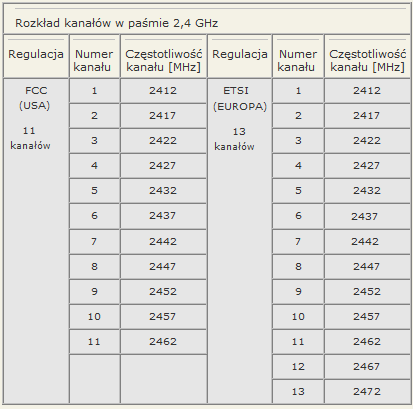 Rozkład kanałów w paśmie 2,4 GHz
Regulacja Numer kanału Częstotliwość kanału [MHz] Regulacja Numer kanału Częstotliwość kanału [MHz]
FCC (USA) 11 kanałów 1 2412 ETSI (EUROPA) 13 kanałów 1 2412
2 2417 2 2417
3 2422 3 2422
4 2427 4 2427
5 2432 5 2432
6 2437 6 2437
7 2442 7 2442
8 2447 8 2447
9 2452 9 2452
10 2457 10 2457
11 2462 11 2462
12 2467
13 2472